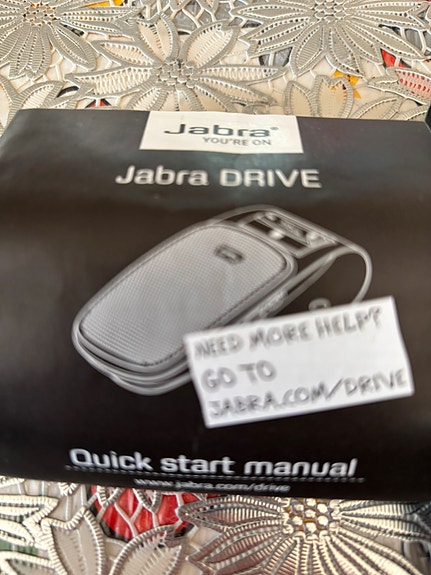 Jabra®
YOU'RE ON
Jabra DRIVE
NEED MORE HELP?
GO TO
JABRA.COM/DRIVE
Quick start manual
www.jabra.com/drive